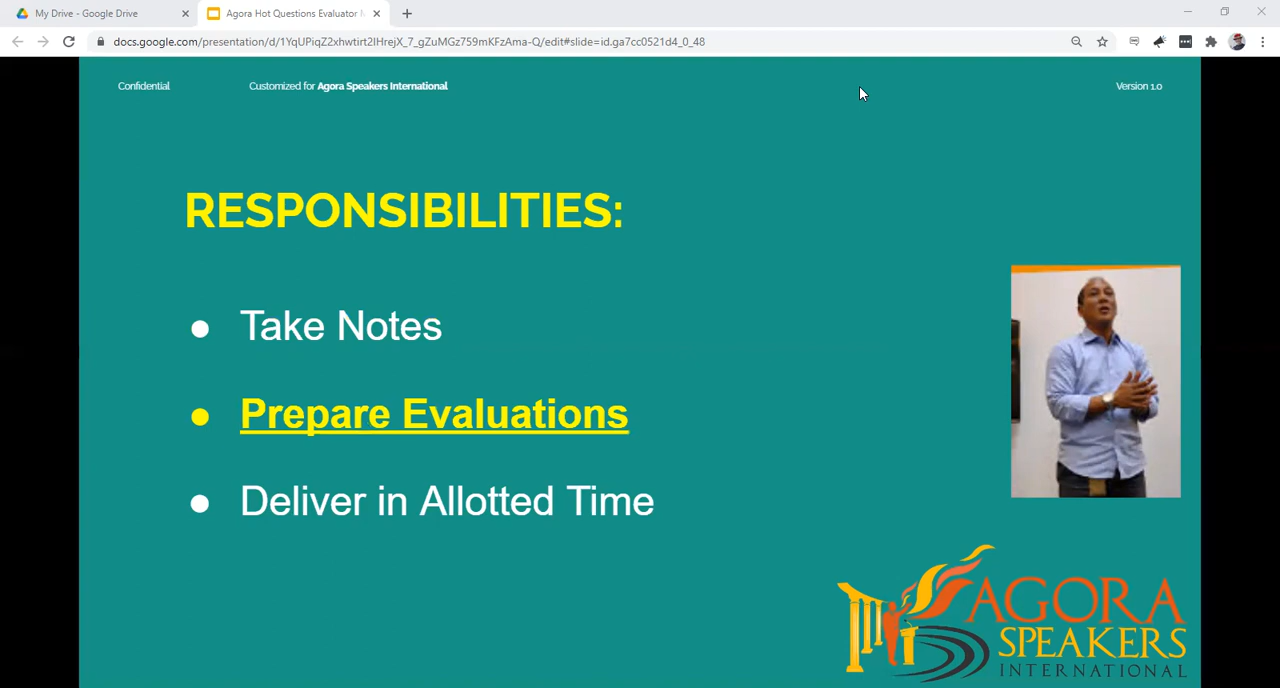 My Drive - Google Drive
Agora Hot Questions Evaluator
docs.google.com/presentation/d/1YqUPiqZ2xhwtirt2IHrejX_7_gZuMGz759mKFzAma-Q/edit#slide=id.ga7cc0521d4_0_48
Confidential
Customized for Agora Speakers International
Version 1.0
RESPONSIBILITIES:
● Take Notes
● Prepare Evaluations
● Deliver in Allotted Time
AGORA
SPEAKERS
INTERNATIONAL